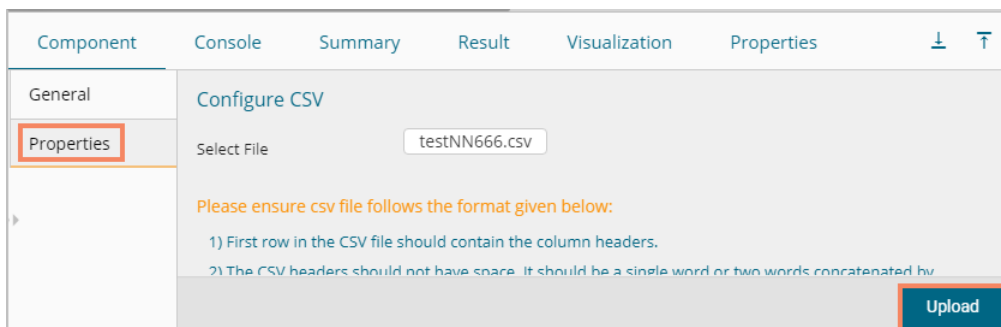 Component Console Summary Result Visualization Properties
General
Properties
Configure CSV
Select File testNN666.csv
Please ensure csv file follows the format given below:
1) First row in the CSV file should contain the column headers.
2) The CSV headers should not have space. It should be a single word or two words concatenated by
Upload